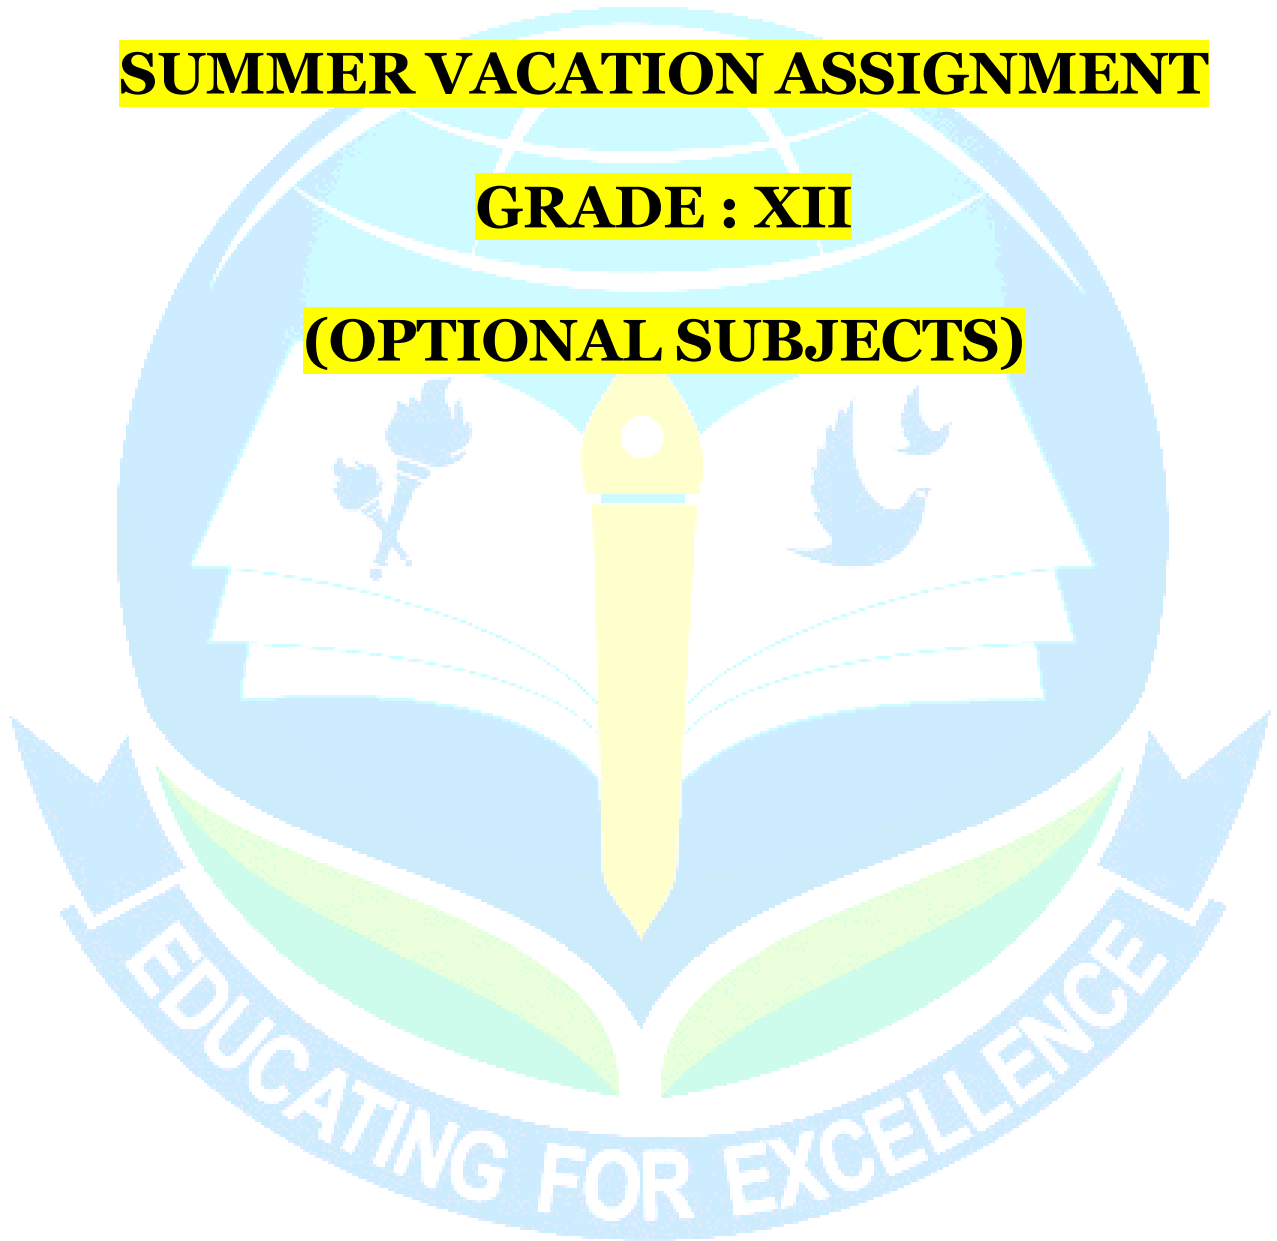 SUMMER VACATION ASSIGNMENT
GRADE : XII
(OPTIONAL SUBJECTS)
EDUCATING FOR EXCELLENCE